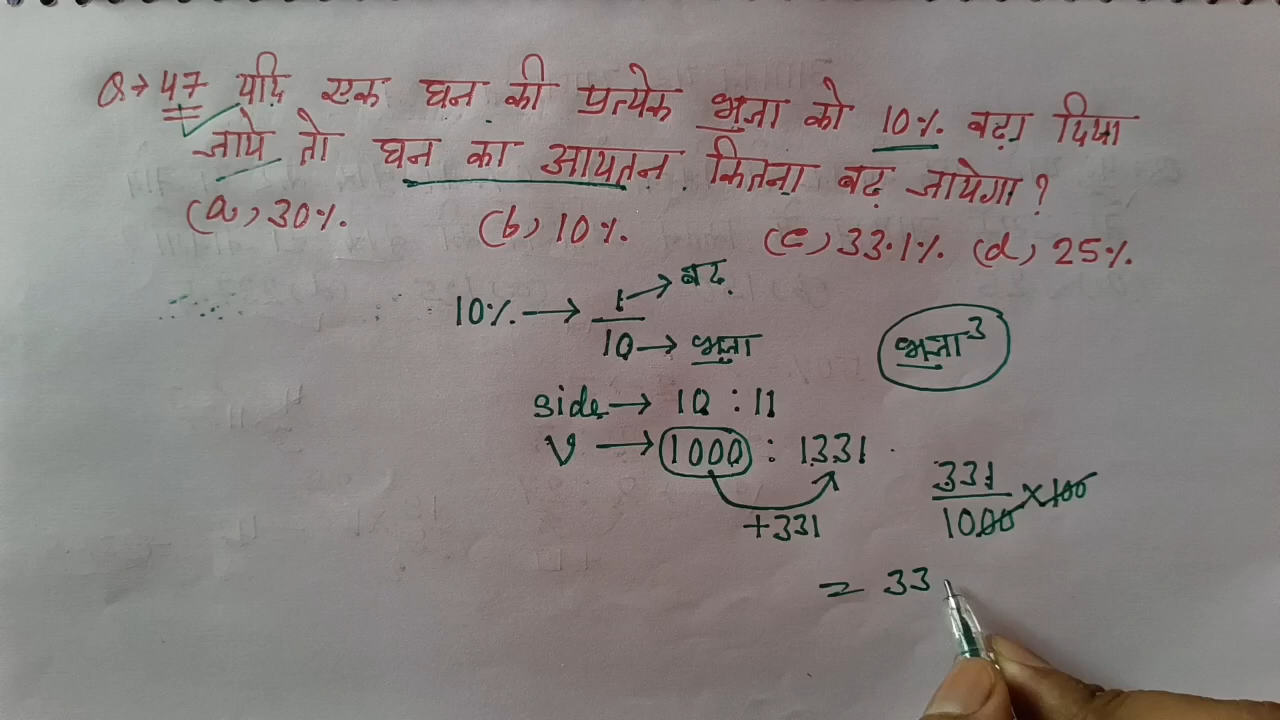 Q→ 47 यदि एक घन की प्रत्येक भुजा को 10%. बढ़ा दिया
जाये तो घन का आयतन कितना बढ़ जायेगा?
(a) 30%. (b) 10%. (c) 33.1%. (d) 25%.
10%. → 1/10 → बढ़.
→ भुजा
भुजा³
side → 10 : 11
V → 1000 : 1331
+331
331/1000 × 100
= 33